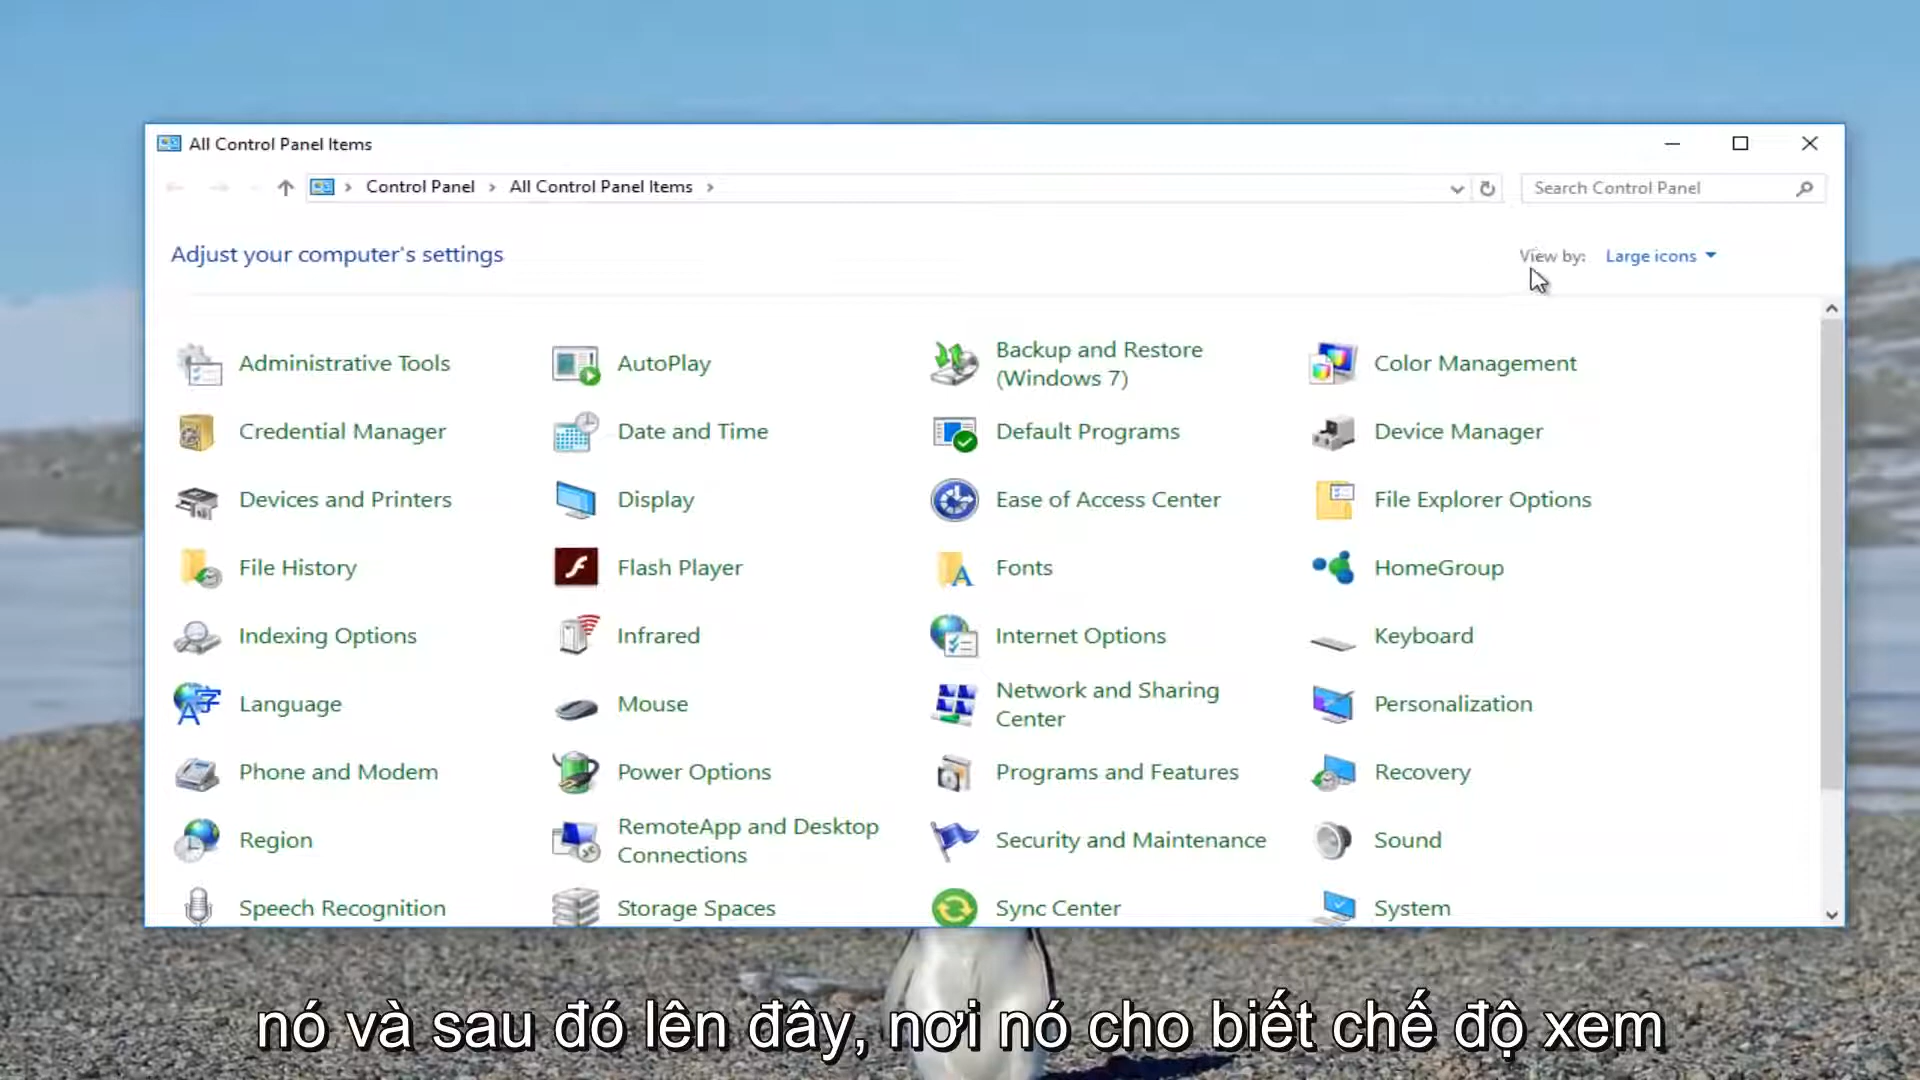 All Control Panel Items
Control Panel > All Control Panel Items >
Search Control Panel
Adjust your computer's settings
View by: Large icons
Administrative Tools
AutoPlay
Backup and Restore
(Windows 7)
Color Management
Credential Manager
Date and Time
Default Programs
Device Manager
Devices and Printers
Display
Ease of Access Center
File Explorer Options
File History
Flash Player
Fonts
HomeGroup
Indexing Options
Infrared
Internet Options
Keyboard
Language
Mouse
Network and Sharing
Center
Personalization
Phone and Modem
Power Options
Programs and Features
Recovery
Region
RemoteApp and Desktop
Connections
Security and Maintenance
Sound
Speech Recognition
Storage Spaces
Sync Center
System
nó và sau đó lên đây, nơi nó cho biết chế độ xem